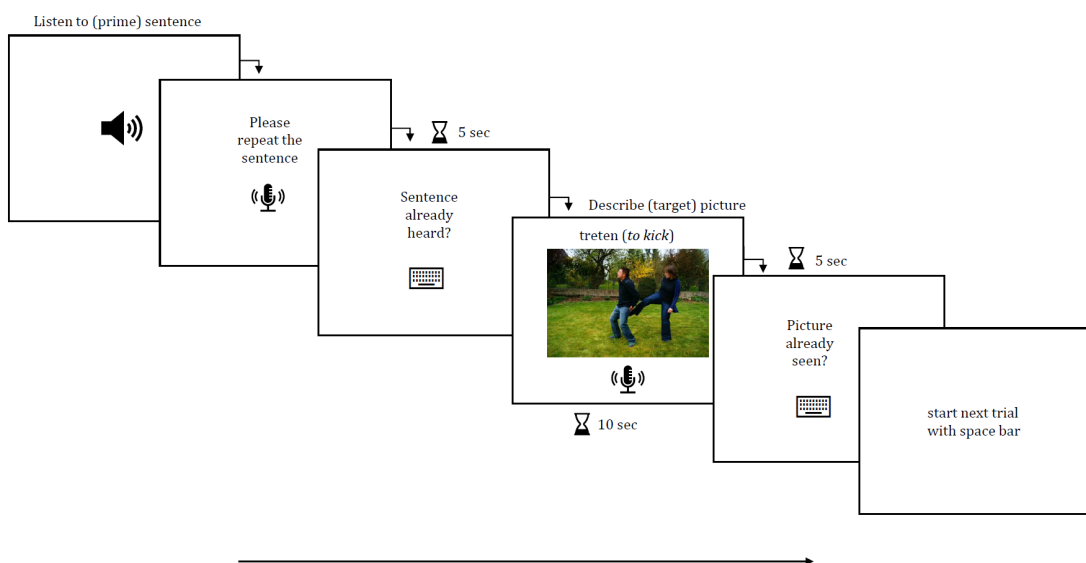 Listen to (prime) sentence
Please
repeat the
sentence
5 sec
Sentence
already
heard?
Describe (target) picture
treten (to kick)
10 sec
5 sec
Picture
already
seen?
start next trial
with space bar